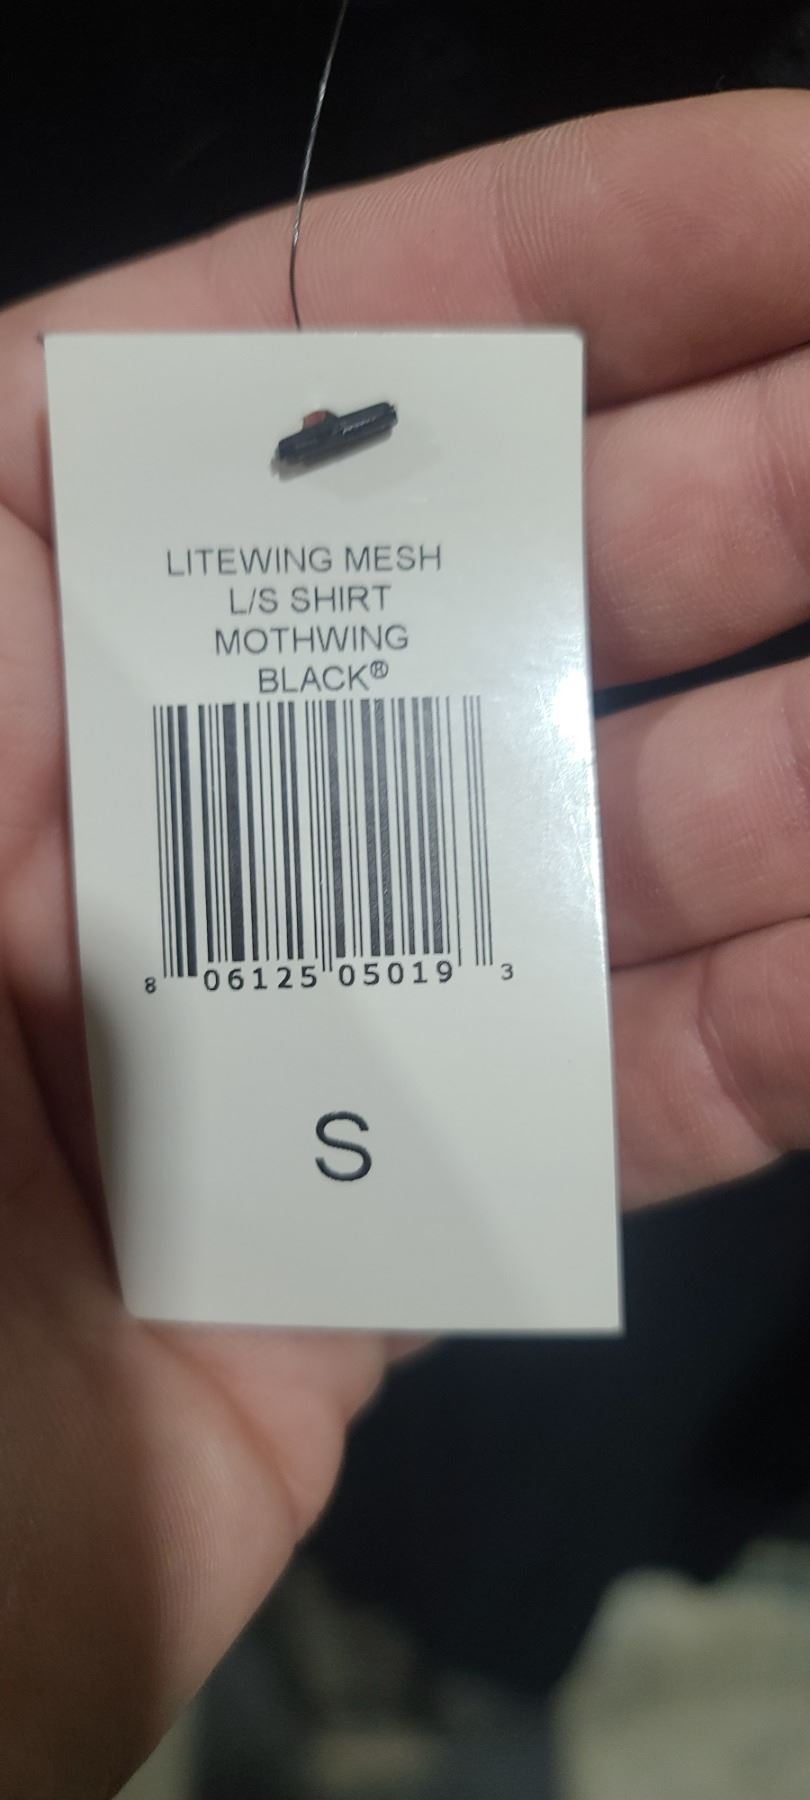 LITEWING MESH
L/S SHIRT
MOTHWING
BLACK®
8 06125 05019 3
S